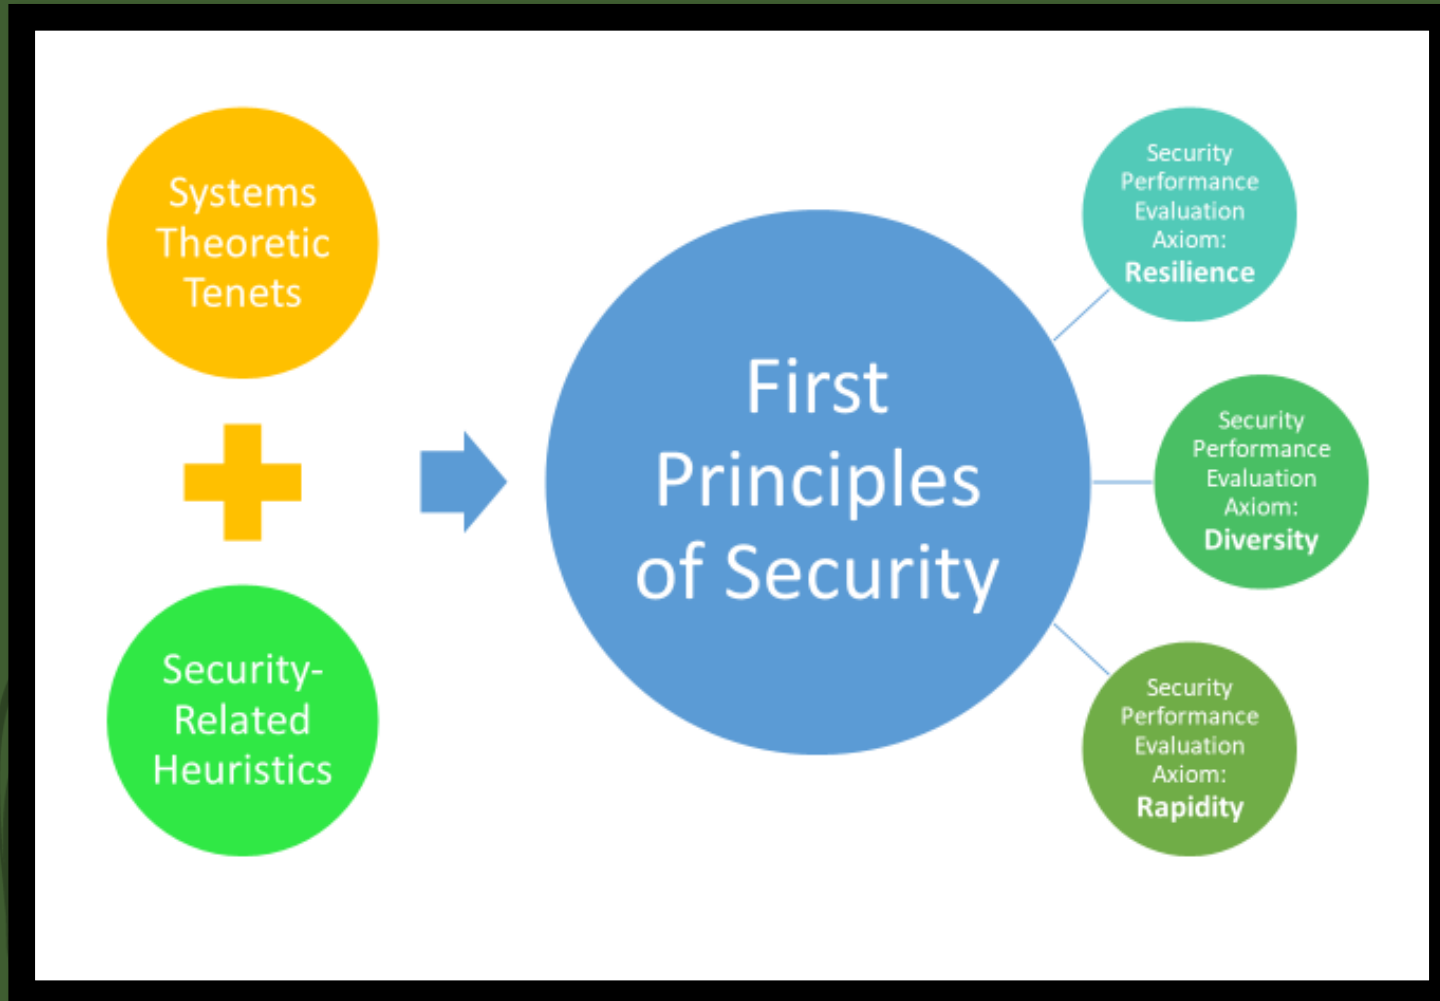 Systems
Theoretic
Tenets
Security-
Related
Heuristics
First
Principles
of Security
Security
Performance
Evaluation
Axiom:
Resilience
Security
Performance
Evaluation
Axiom:
Diversity
Security
Performance
Evaluation
Axiom:
Rapidity